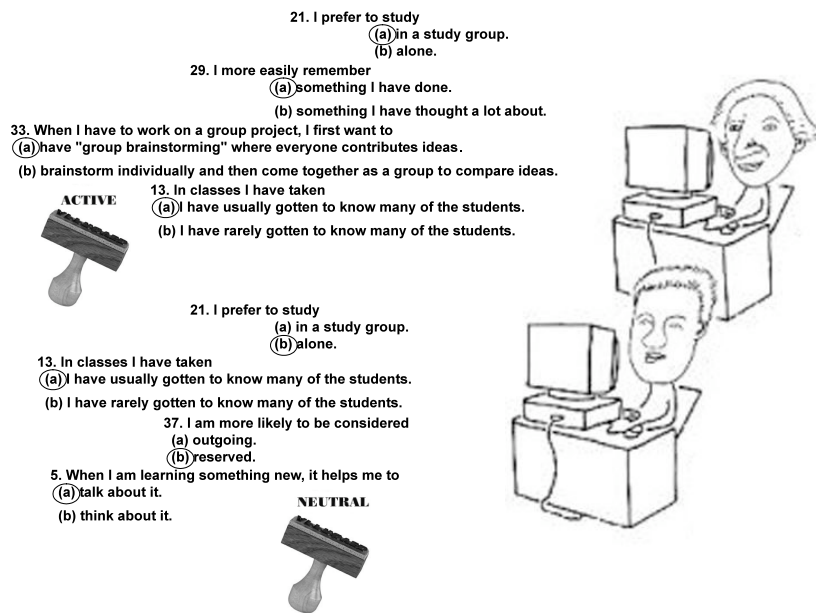 21. I prefer to study
(a) in a study group.
(b) alone.
29. I more easily remember
(a) something I have done.
(b) something I have thought a lot about.
33. When I have to work on a group project, I first want to
(a) have "group brainstorming" where everyone contributes ideas.
(b) brainstorm individually and then come together as a group to compare ideas.
ACTIVE
13. In classes I have taken
(a) I have usually gotten to know many of the students.
(b) I have rarely gotten to know many of the students.
21. I prefer to study
(a) in a study group.
(b) alone.
13. In classes I have taken
(a) I have usually gotten to know many of the students.
(b) I have rarely gotten to know many of the students.
37. I am more likely to be considered
(a) outgoing.
(b) reserved.
5. When I am learning something new, it helps me to
(a) talk about it.
(b) think about it.
NEUTRAL